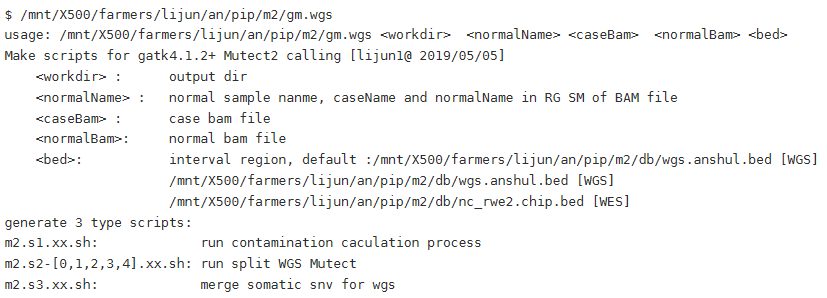 $ /mnt/X500/farmers/lijun/an/pip/m2/gm.wgs
usage: /mnt/X500/farmers/lijun/an/pip/m2/gm.wgs <workdir>  <normalName> <caseBam>  <normalBam> <bed>
Make scripts for gatk4.1.2+ Mutect2 calling [lijun1@ 2019/05/05]
    <workdir> :      output dir
    <normalName> :   normal sample nanme, caseName and normalName in RG SM of BAM file
    <caseBam> :      case bam file
    <normalBam>:     normal bam file
    <bed>:           interval region, default :/mnt/X500/farmers/lijun/an/pip/m2/db/wgs.anshul.bed [WGS]
                     /mnt/X500/farmers/lijun/an/pip/m2/db/wgs.anshul.bed [WGS]
                     /mnt/X500/farmers/lijun/an/pip/m2/db/nc_rwe2.chip.bed [WES]
generate 3 type scripts:
m2.s1.xx.sh:             run contamination caculation process
m2.s2-[0,1,2,3,4].xx.sh: run split WGS Mutect
m2.s3.xx.sh:             merge somatic snv for wgs